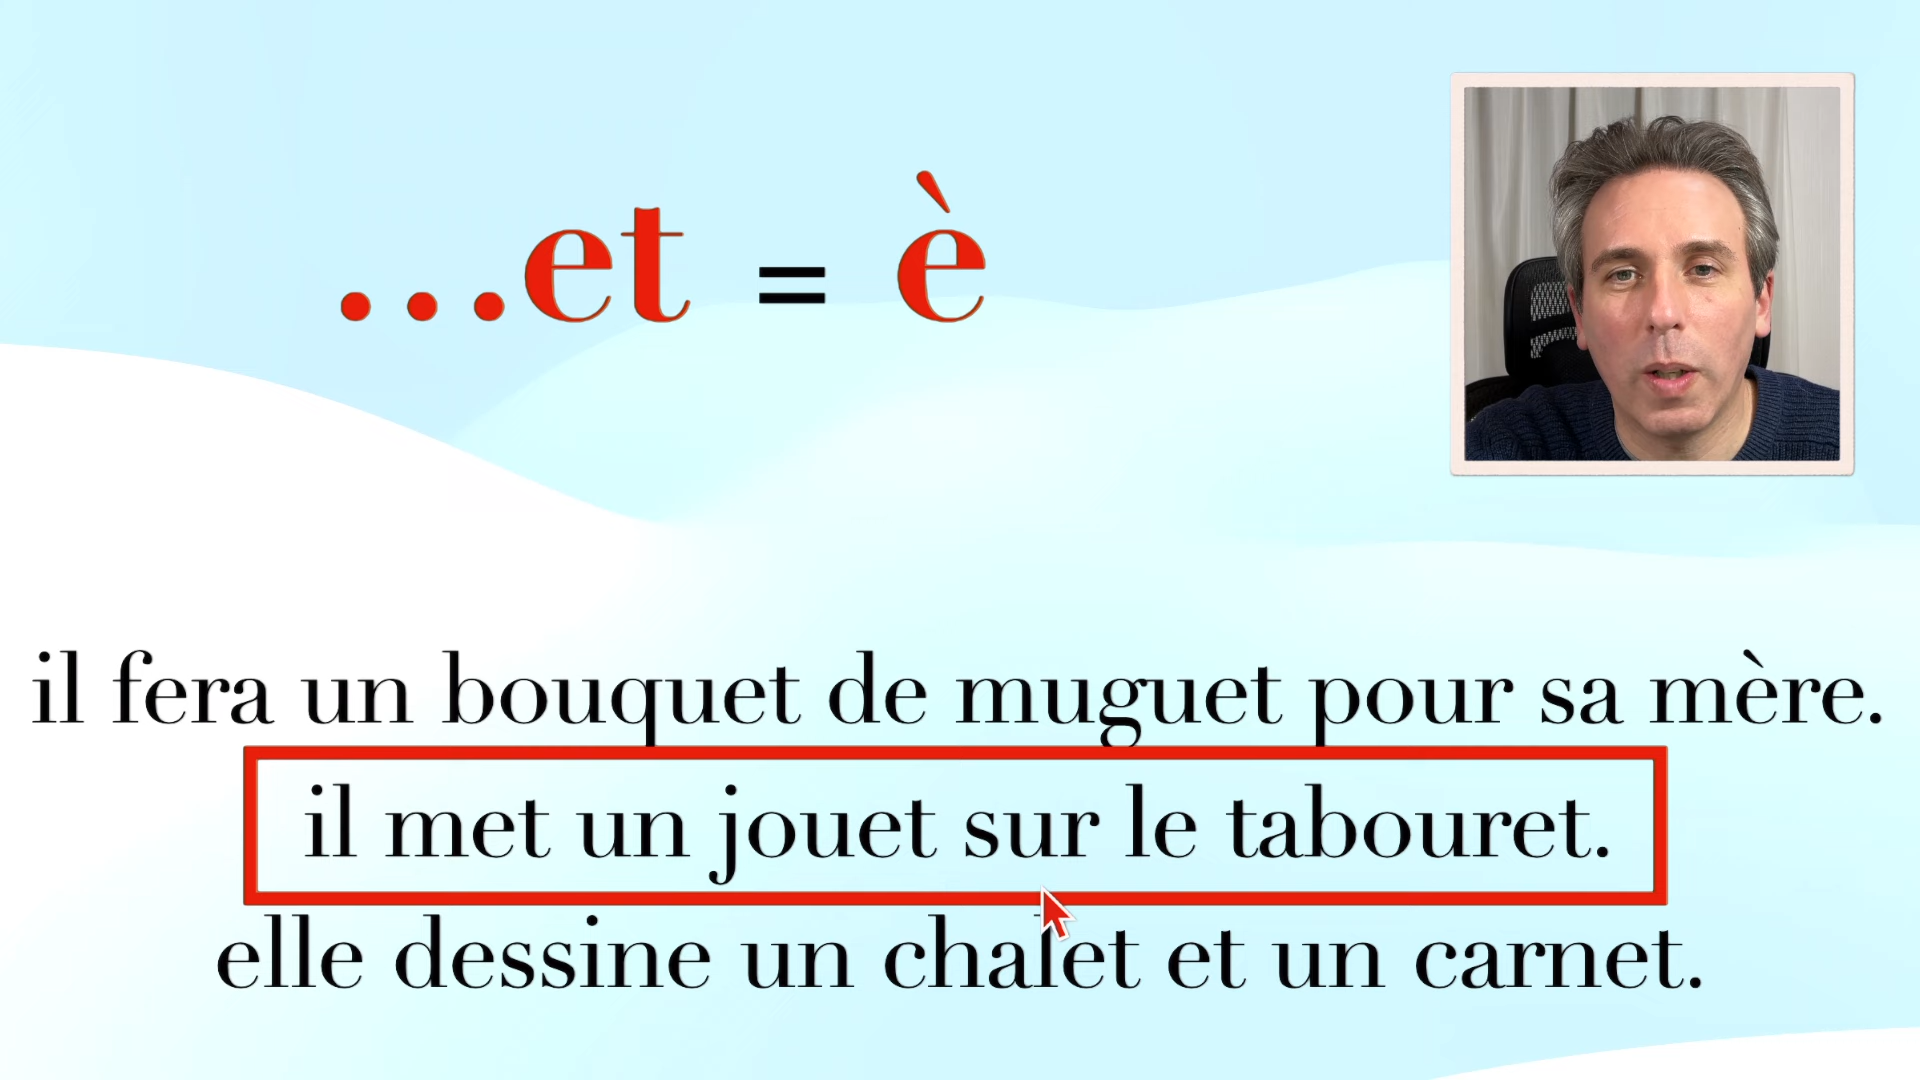 ...et = è
il fera un bouquet de muguet pour sa mère.
il met un jouet sur le tabouret.
elle dessine un chalet et un carnet.